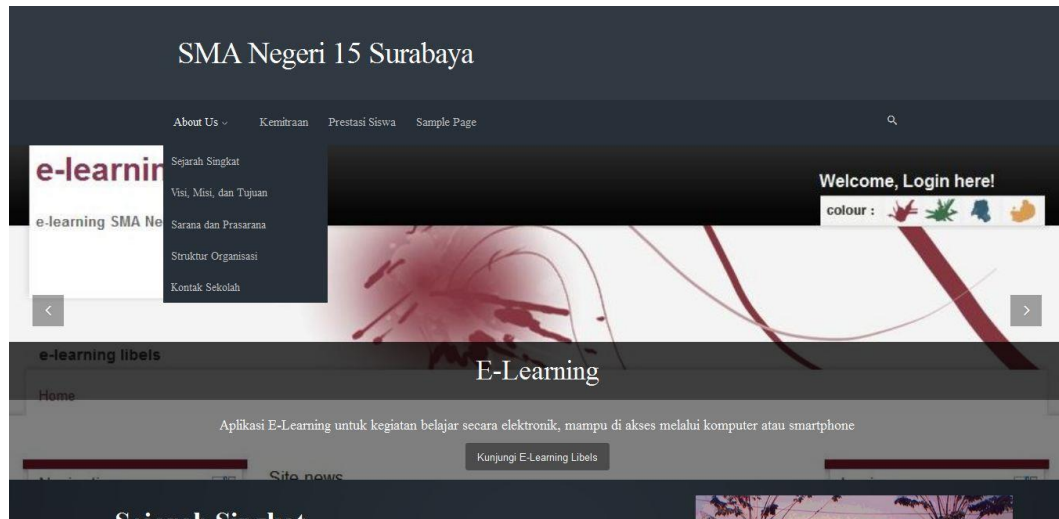 SMA Negeri 15 Surabaya
About Us Kemitraan Prestasi Siswa Sample Page
Sejarah Singkat
Visi, Misi, dan Tujuan
Sarana dan Prasarana
Struktur Organisasi
Kontak Sekolah
e-learnin
e-learning SMA Ne
Welcome, Login here!
colour :
e-learning libels
Home
E-Learning
Aplikasi E-Learning untuk kegiatan belajar secara elektronik, mampu di akses melalui komputer atau smartphone
Kunjungi E-Learning Libels
Site news
Sejarah Singkat